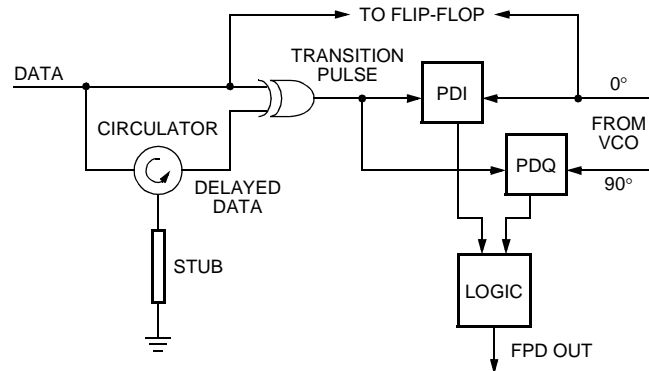 TO FLIP-FLOP
TRANSITION
PULSE
DATA
PDI
0°
CIRCULATOR
FROM
VCO
PDQ
90°
DELAYED
DATA
STUB
LOGIC
FPD OUT